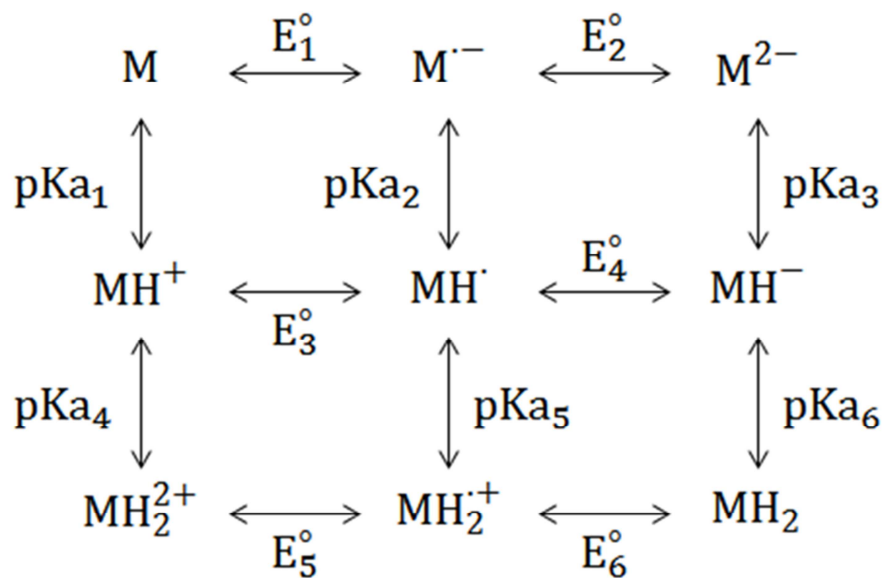 E°₁ E°₂
M M·− M²−
pKa₁ pKa₂ pKa₃
E°₄
MH⁺ MH· MH⁻
E°₃
pKa₄ pKa₅ pKa₆
MH₂²⁺ MH₂·⁺ MH₂
E°₅ E°₆